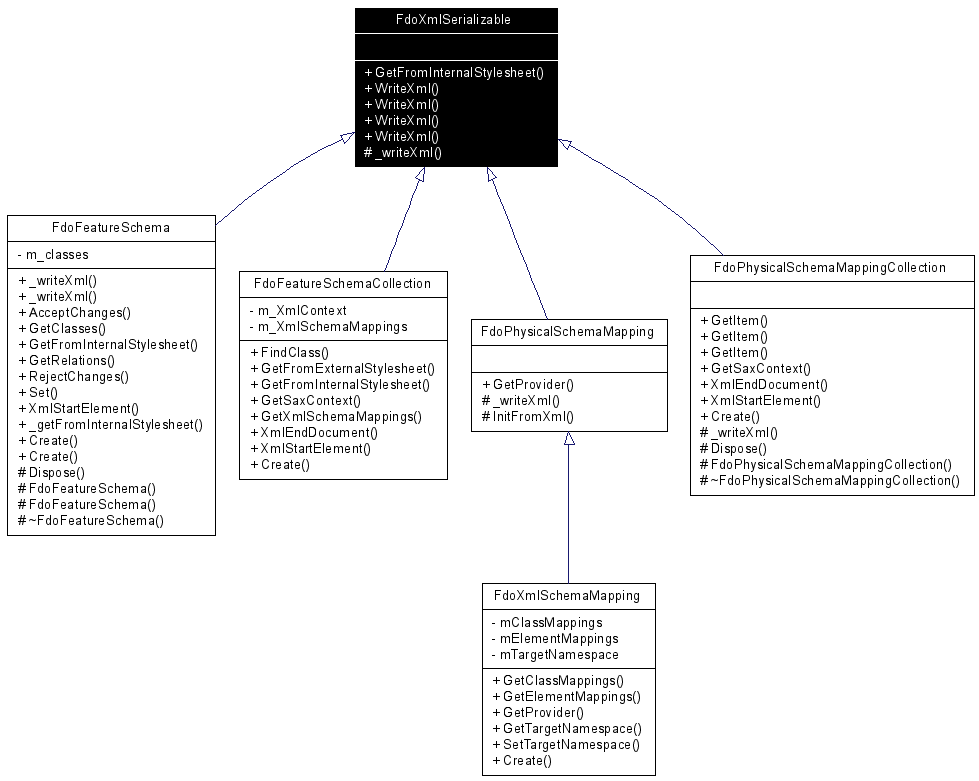 FdoXmlSerializable
+ GetFromInternalStylesheet()
+ WriteXml()
+ WriteXml()
+ WriteXml()
+ WriteXml()
# _writeXml()
FdoFeatureSchema
- m_classes
+ _writeXml()
+ _writeXml()
+ AcceptChanges()
+ GetClasses()
+ GetFromInternalStylesheet()
+ GetRelations()
+ RejectChanges()
+ Set()
+ XmlStartElement()
+ _getFromInternalStylesheet()
+ Create()
+ Create()
# Dispose()
# FdoFeatureSchema()
# FdoFeatureSchema()
# ~FdoFeatureSchema()
FdoFeatureSchemaCollection
- m_XmlContext
- m_XmlSchemaMappings
+ FindClass()
+ GetFromExternalStylesheet()
+ GetFromInternalStylesheet()
+ GetSaxContext()
+ GetXmlSchemaMappings()
+ XmlEndDocument()
+ XmlStartElement()
+ Create()
FdoPhysicalSchemaMapping
+ GetProvider()
# _writeXml()
# InitFromXml()
FdoPhysicalSchemaMappingCollection
+ GetItem()
+ GetItem()
+ GetItem()
+ GetSaxContext()
+ XmlEndDocument()
+ XmlStartElement()
+ Create()
# _writeXml()
# Dispose()
# FdoPhysicalSchemaMappingCollection()
# ~FdoPhysicalSchemaMappingCollection()
FdoXmlSchemaMapping
- mClassMappings
- mElementMappings
- mTargetNamespace
+ GetClassMappings()
+ GetElementMappings()
+ GetProvider()
+ GetTargetNamespace()
+ SetTargetNamespace()
+ Create()